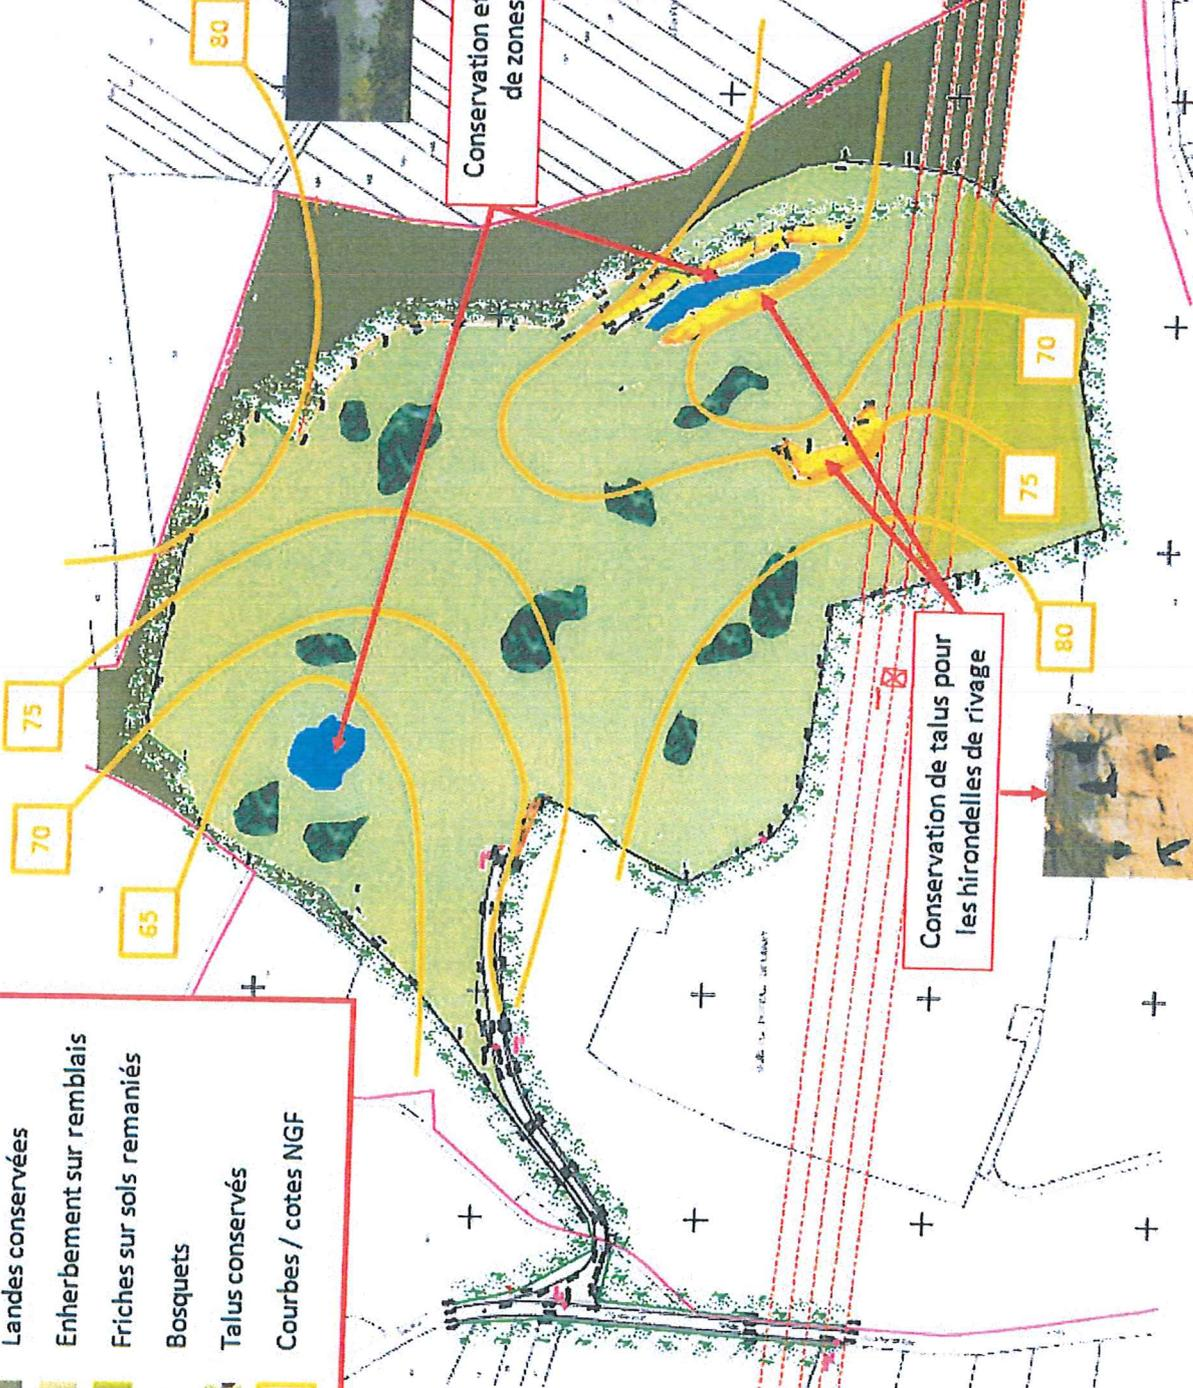 Landes conservées
Enherbement sur remblais
Friches sur sols remaniés
Bosquets
Talus conservés
Courbes / cotes NGF
65
70
75
80
Conservation et
de zones
Conservation de talus pour
les hirondelles de rivage
80
75
70